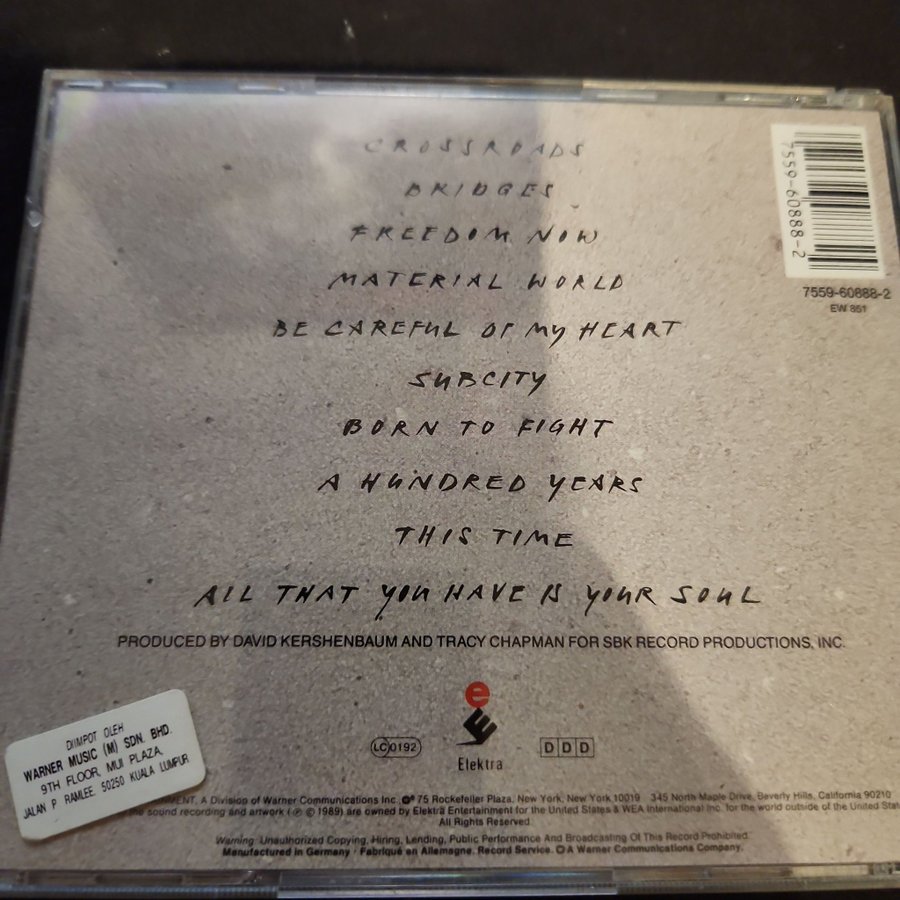 CROSSROADS
BRIDGES
FREEDOM NOW
MATERIAL WORLD
BE CAREFUL OF MY HEART
SUBCITY
BORN TO FIGHT
A HUNDRED YEARS
THIS TIME
ALL THAT YOU HAVE IS YOUR SOUL
PRODUCED BY DAVID KERSHENBAUM AND TRACY CHAPMAN FOR SBK RECORD PRODUCTIONS, INC.
7559-60888-2
7559-60888-2
EW 851
e
E
LC 0192
Elektra
D D D
DIIMPOT OLEH
WARNER MUSIC (M) SDN. BHD.
9TH FLOOR, MUI PLAZA,
JALAN P RAMLEE, 50250 KUALA LUMPUR
A Division of Warner Communications Inc. 75 Rockefeller Plaza, New York, New York 10019 345 North Maple Drive, Beverly Hills, California 90210
sound recording and artwork (℗ © 1989) are owned by Elektra Entertainment for the United States & WEA International Inc. for the world outside of the United
All Rights Reserved.
Warning: Unauthorized Copying, Hiring, Lending, Public Performance And Broadcasting Of This Record Prohibited.
Manufactured in Germany · Fabriqué en Allemagne. Record Service. A Warner Communications Company.